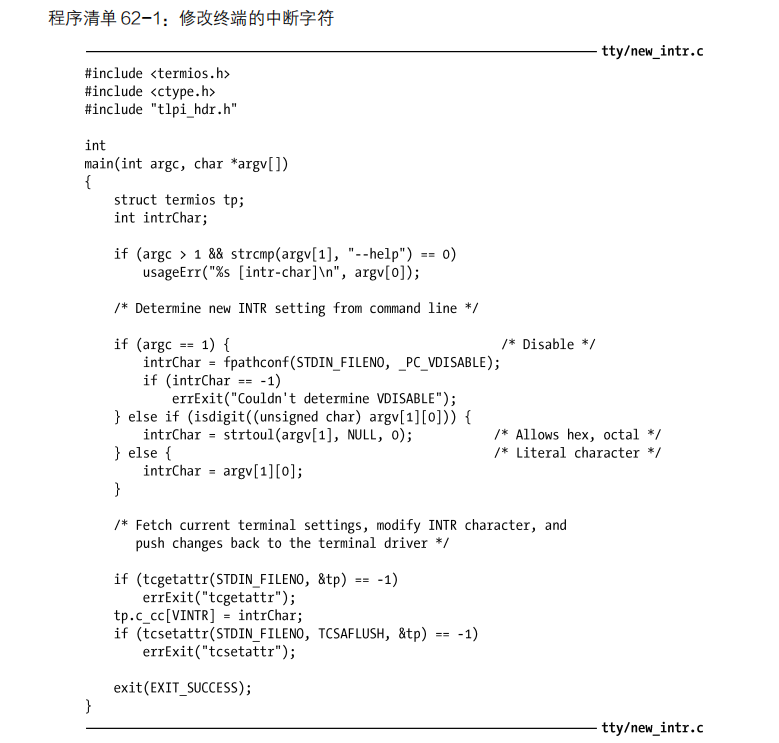 程序清单 62-1：修改终端的中断字符
tty/new_intr.c
#include <termios.h>
#include <ctype.h>
#include "tlpi_hdr.h"
int
main(int argc, char *argv[])
{
    struct termios tp;
    int intrChar;
    if (argc > 1 && strcmp(argv[1], "--help") == 0)
        usageErr("%s [intr-char]\n", argv[0]);
    /* Determine new INTR setting from command line */
    if (argc == 1) {                                    /* Disable */
        intrChar = fpathconf(STDIN_FILENO, _PC_VDISABLE);
        if (intrChar == -1)
            errExit("Couldn't determine VDISABLE");
    } else if (isdigit((unsigned char) argv[1][0])) {
        intrChar = strtoul(argv[1], NULL, 0);           /* Allows hex, octal */
    } else {                                            /* Literal character */
        intrChar = argv[1][0];
    }
    /* Fetch current terminal settings, modify INTR character, and
       push changes back to the terminal driver */
    if (tcgetattr(STDIN_FILENO, &tp) == -1)
        errExit("tcgetattr");
    tp.c_cc[VINTR] = intrChar;
    if (tcsetattr(STDIN_FILENO, TCSAFLUSH, &tp) == -1)
        errExit("tcsetattr");
    exit(EXIT_SUCCESS);
}
tty/new_intr.c